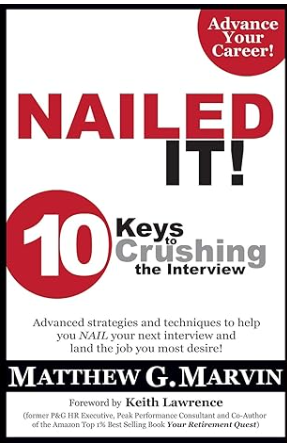 Advance
Your
Career!
NAILED
IT!
10 Keys
to
Crushing
the Interview
Advanced strategies and techniques to help
you NAIL your next interview and
land the job you most desire!
MATTHEW G. MARVIN
Foreword by Keith Lawrence
(former P&G HR Executive, Peak Performance Consultant and Co-Author
of the Amazon Top 1% Best Selling Book Your Retirement Quest)